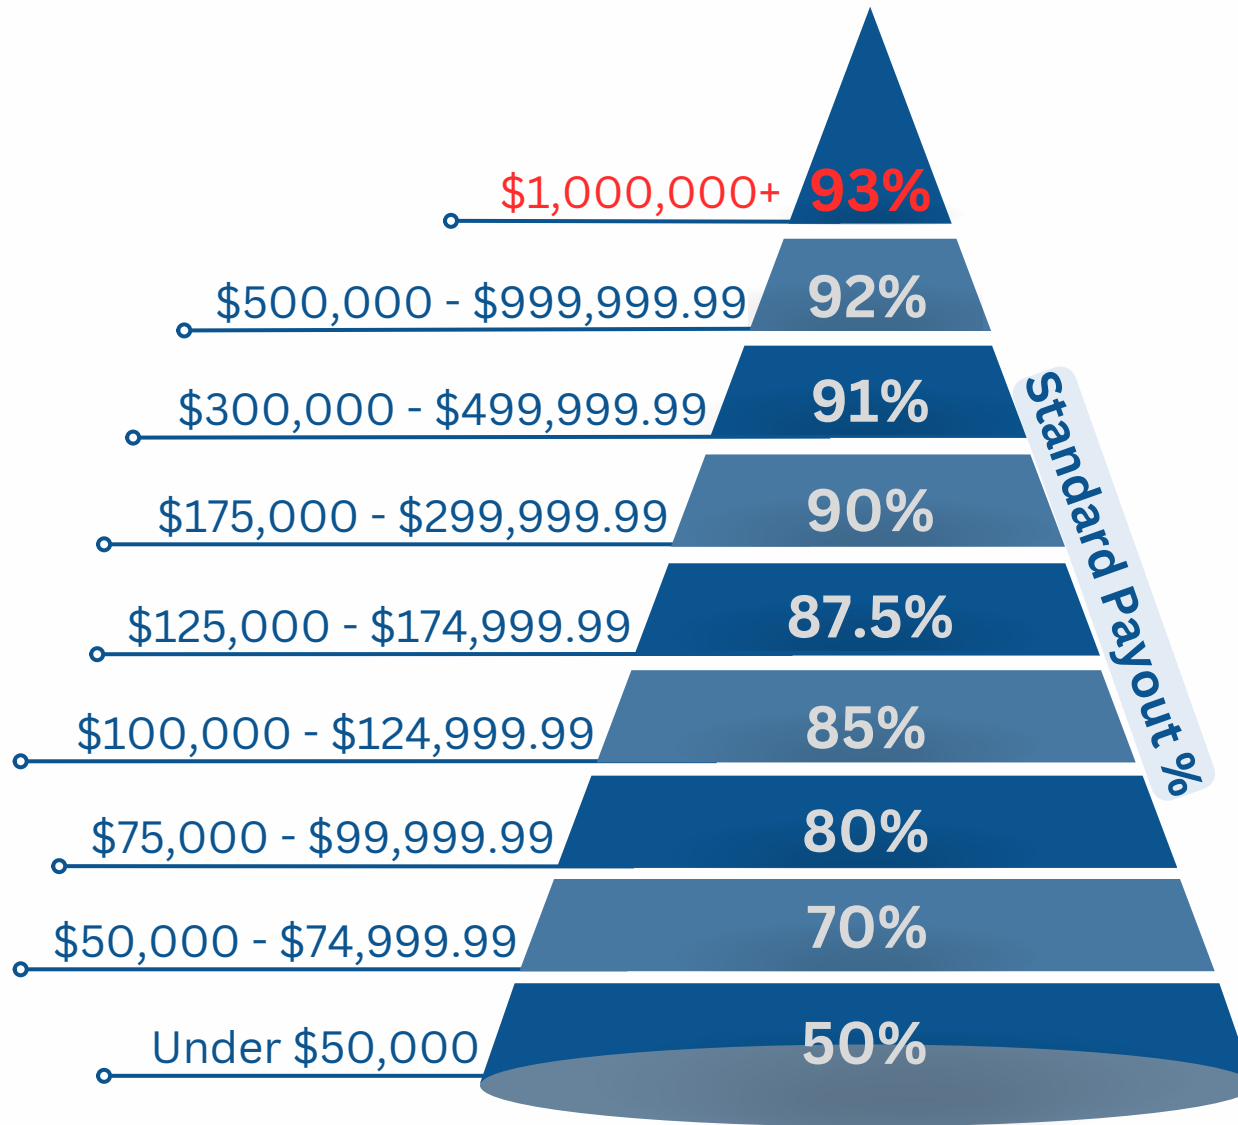 $1,000,000+ 93%
$500,000 - $999,999.99 92%
$300,000 - $499,999.99 91%
$175,000 - $299,999.99 90%
$125,000 - $174,999.99 87.5%
$100,000 - $124,999.99 85%
$75,000 - $99,999.99 80%
$50,000 - $74,999.99 70%
Under $50,000 50%
Standard Payout %